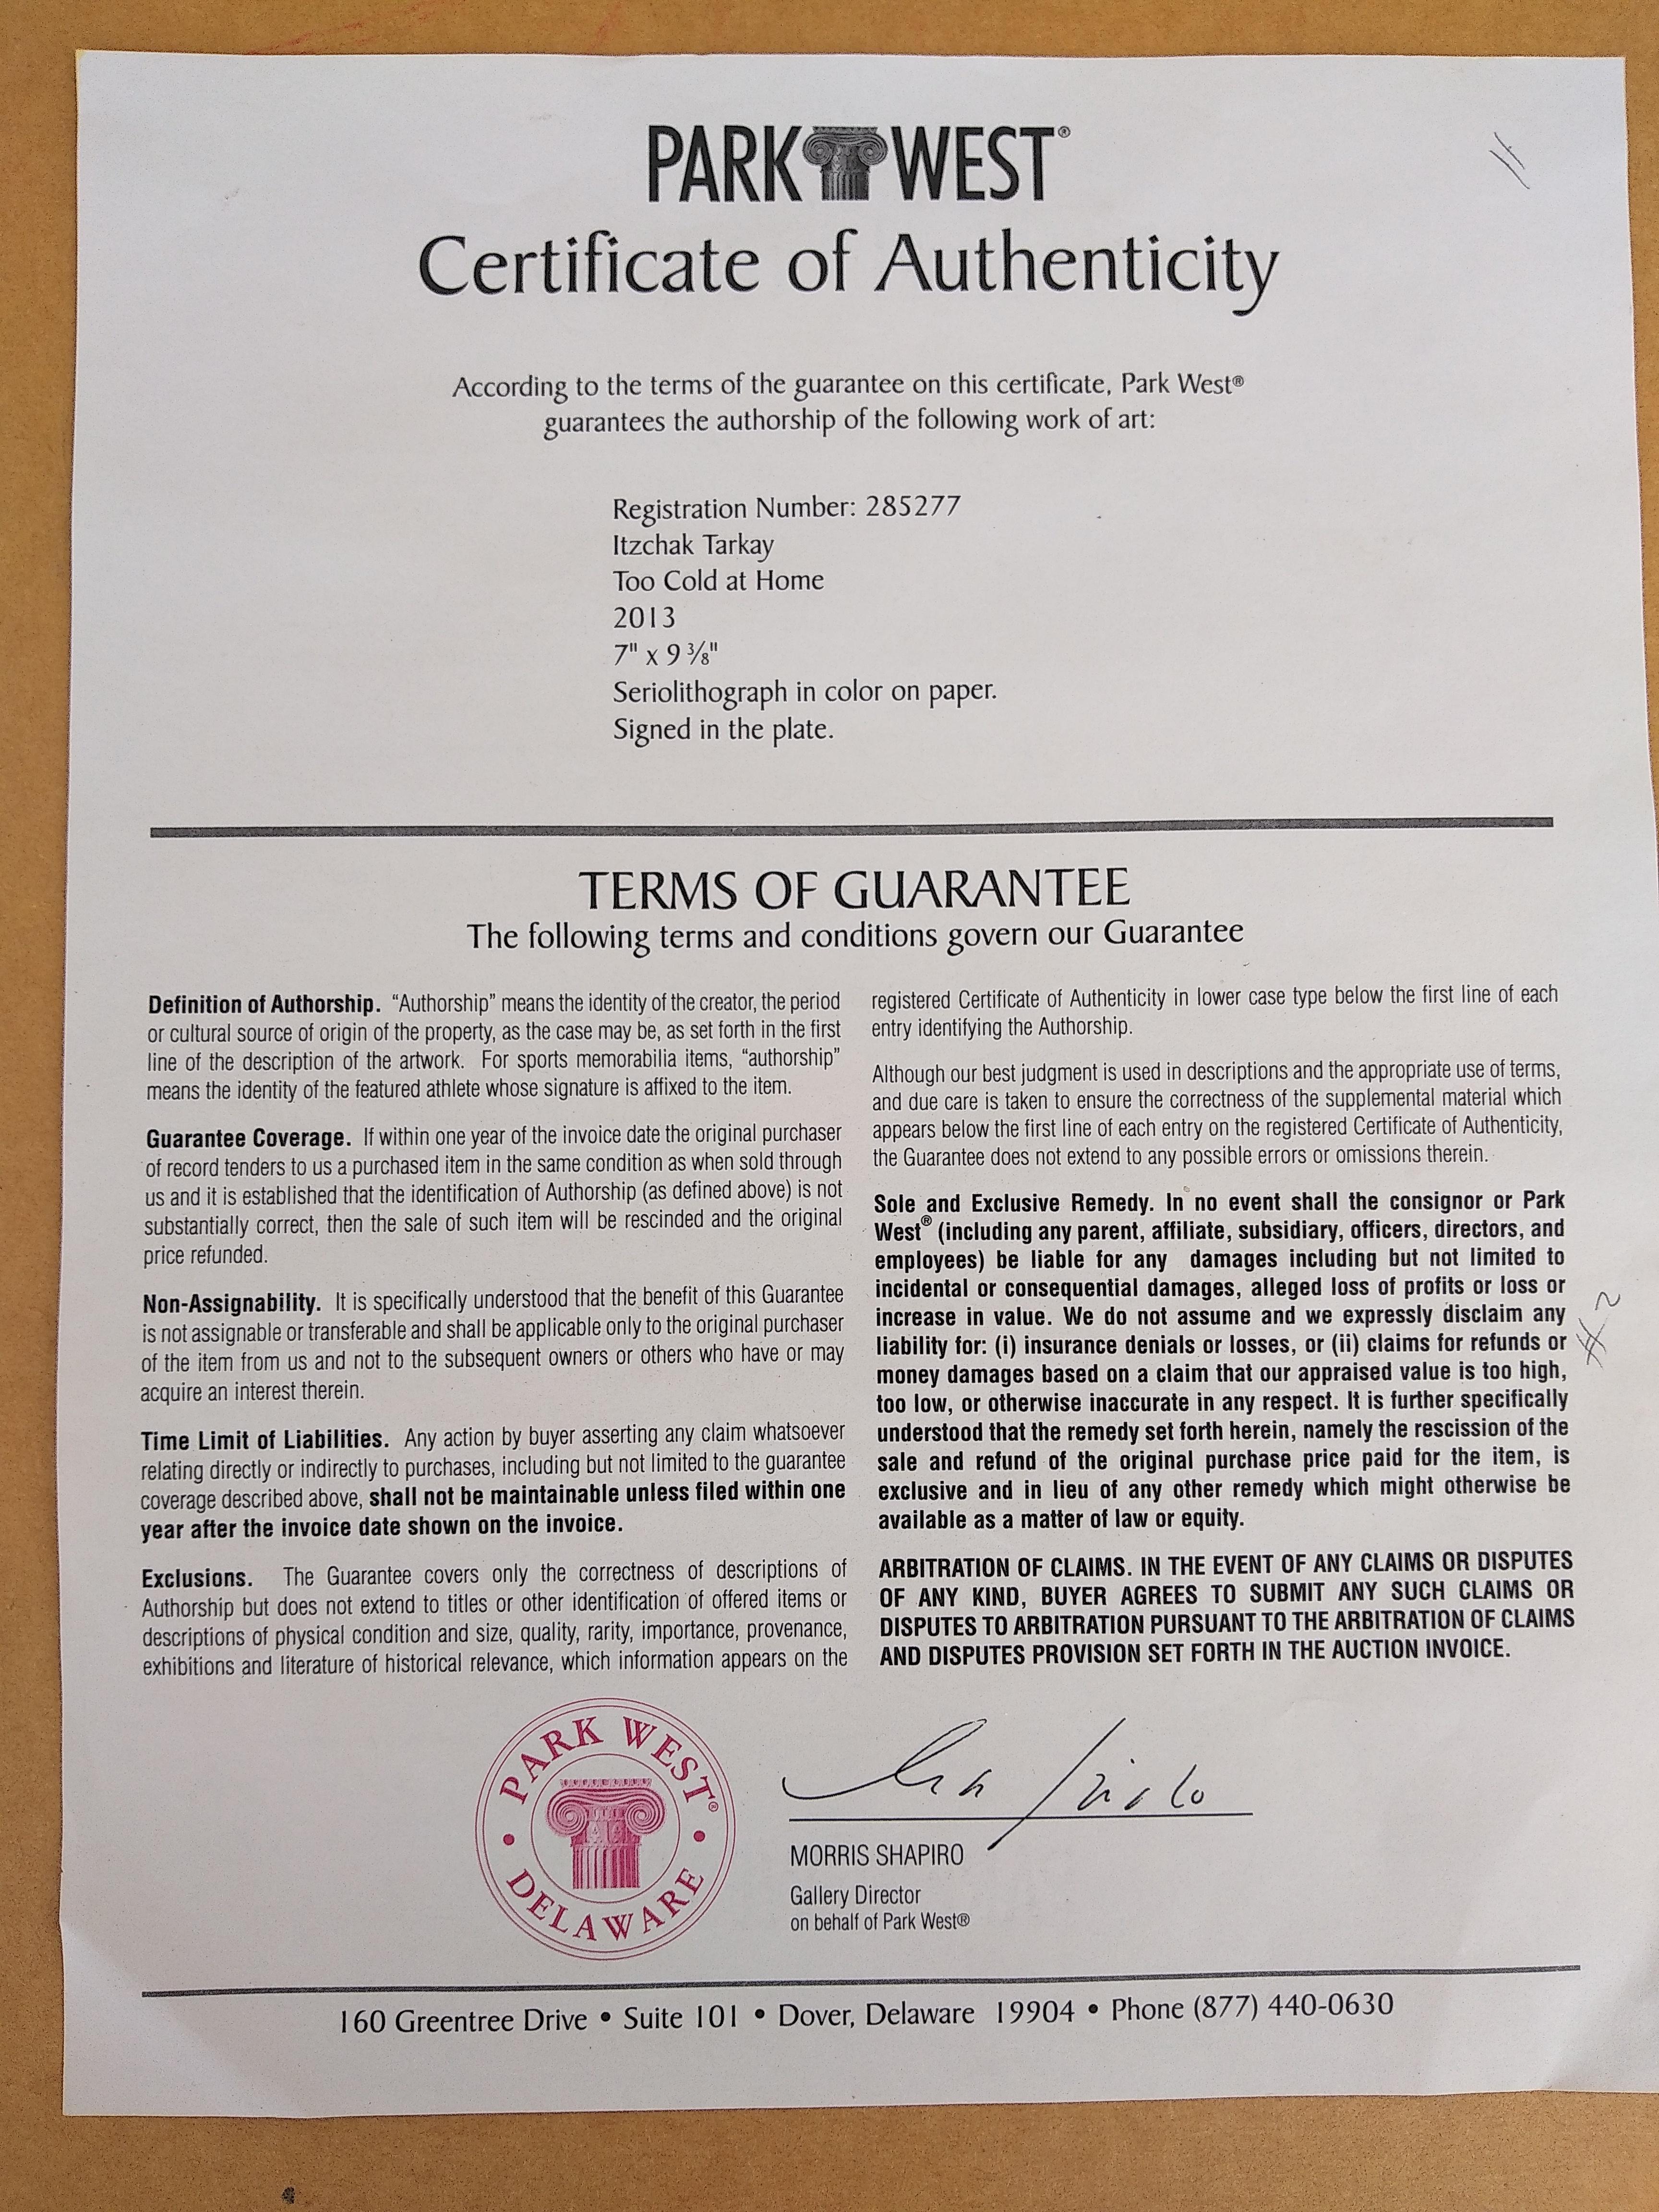 PARK WEST®
Certificate of Authenticity
According to the terms of the guarantee on this certificate, Park West®
guarantees the authorship of the following work of art:
Registration Number: 285277
Itzchak Tarkay
Too Cold at Home
2013
7" x 9 ⅜"
Seriolithograph in color on paper.
Signed in the plate.
TERMS OF GUARANTEE
The following terms and conditions govern our Guarantee
Definition of Authorship. “Authorship” means the identity of the creator, the period
or cultural source of origin of the property, as the case may be, as set forth in the first
line of the description of the artwork. For sports memorabilia items, “authorship”
means the identity of the featured athlete whose signature is affixed to the item.
Guarantee Coverage. If within one year of the invoice date the original purchaser
of record tenders to us a purchased item in the same condition as when sold through
us and it is established that the identification of Authorship (as defined above) is not
substantially correct, then the sale of such item will be rescinded and the original
price refunded.
Non-Assignability. It is specifically understood that the benefit of this Guarantee
is not assignable or transferable and shall be applicable only to the original purchaser
of the item from us and not to the subsequent owners or others who have or may
acquire an interest therein.
Time Limit of Liabilities. Any action by buyer asserting any claim whatsoever
relating directly or indirectly to purchases, including but not limited to the guarantee
coverage described above, shall not be maintainable unless filed within one
year after the invoice date shown on the invoice.
Exclusions. The Guarantee covers only the correctness of descriptions of
Authorship but does not extend to titles or other identification of offered items or
descriptions of physical condition and size, quality, rarity, importance, provenance,
exhibitions and literature of historical relevance, which information appears on the
registered Certificate of Authenticity in lower case type below the first line of each
entry identifying the Authorship.
Although our best judgment is used in descriptions and the appropriate use of terms,
and due care is taken to ensure the correctness of the supplemental material which
appears below the first line of each entry on the registered Certificate of Authenticity,
the Guarantee does not extend to any possible errors or omissions therein.
Sole and Exclusive Remedy. In no event shall the consignor or Park
West® (including any parent, affiliate, subsidiary, officers, directors, and
employees) be liable for any damages including but not limited to
incidental or consequential damages, alleged loss of profits or loss or
increase in value. We do not assume and we expressly disclaim any
liability for: (i) insurance denials or losses, or (ii) claims for refunds or
money damages based on a claim that our appraised value is too high,
too low, or otherwise inaccurate in any respect. It is further specifically
understood that the remedy set forth herein, namely the rescission of the
sale and refund of the original purchase price paid for the item, is
exclusive and in lieu of any other remedy which might otherwise be
available as a matter of law or equity.
#2
ARBITRATION OF CLAIMS. IN THE EVENT OF ANY CLAIMS OR DISPUTES
OF ANY KIND, BUYER AGREES TO SUBMIT ANY SUCH CLAIMS OR
DISPUTES TO ARBITRATION PURSUANT TO THE ARBITRATION OF CLAIMS
AND DISPUTES PROVISION SET FORTH IN THE AUCTION INVOICE.
PARK WEST®
DELAWARE
MORRIS SHAPIRO
Gallery Director
on behalf of Park West®
160 Greentree Drive • Suite 101 • Dover, Delaware 19904 • Phone (877) 440-0630